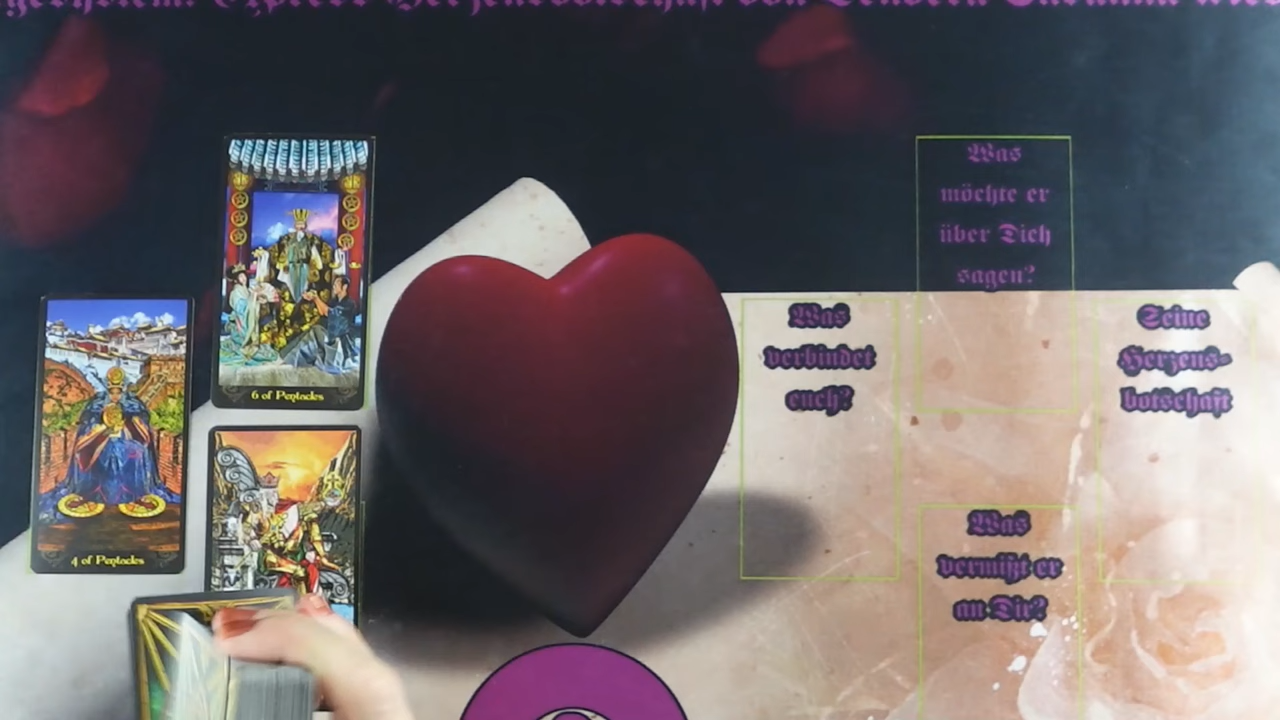 6 of Pentacles
4 of Pentacles
Was
möchte er
über Dich
sagen?
Was
verbindet
euch?
Seine
Herzens-
botschaft
Was
vermißt er
an Dir?